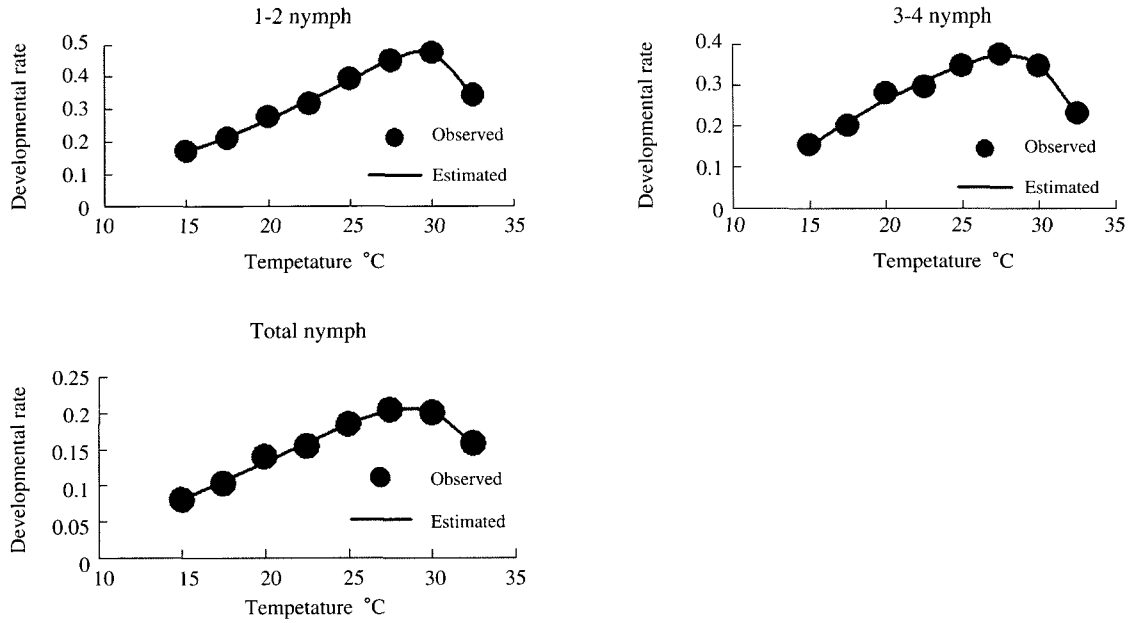 1-2 nymph
Developmental rate
0.5
0.4
0.3
0.2
0.1
0
10 15 20 25 30 35
Observed
Estimated
Tempetature °C
3-4 nymph
Developmental rate
0.4
0.3
0.2
0.1
0
10 15 20 25 30 35
Observed
Estimated
Tempetature °C
Total nymph
Developmental rate
0.25
0.2
0.15
0.1
0.05
0
10 15 20 25 30 35
Observed
Estimated
Tempetature °C